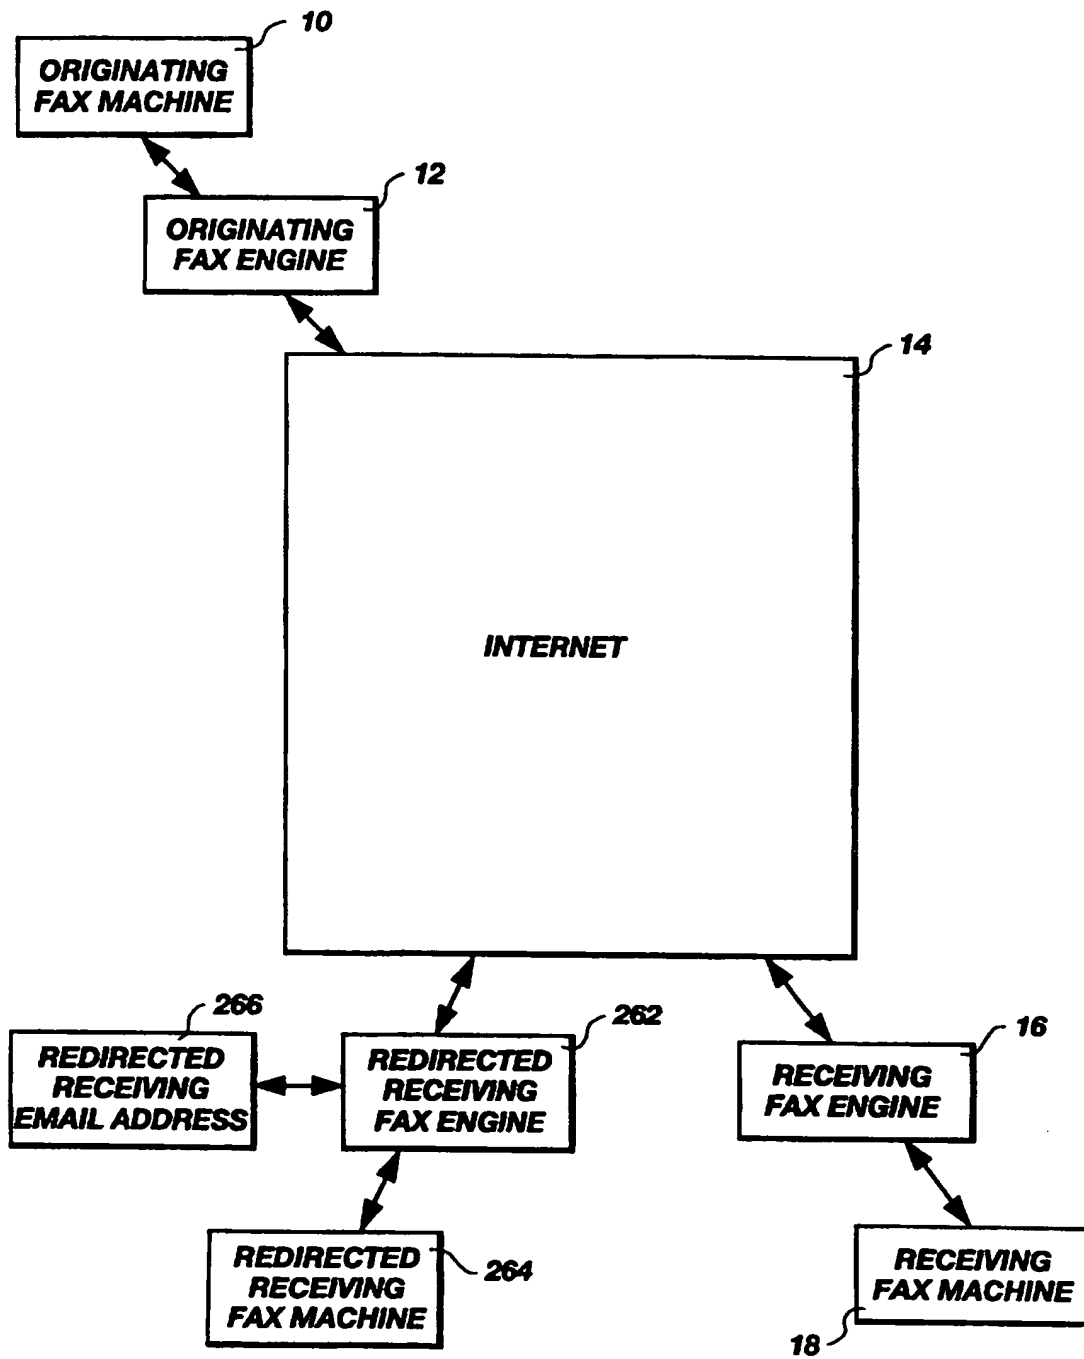 10
ORIGINATING
FAX MACHINE
12
ORIGINATING
FAX ENGINE
14
INTERNET
266
REDIRECTED
RECEIVING
EMAIL ADDRESS
262
REDIRECTED
RECEIVING
FAX ENGINE
16
RECEIVING
FAX ENGINE
REDIRECTED
RECEIVING
FAX MACHINE
264
RECEIVING
FAX MACHINE
18